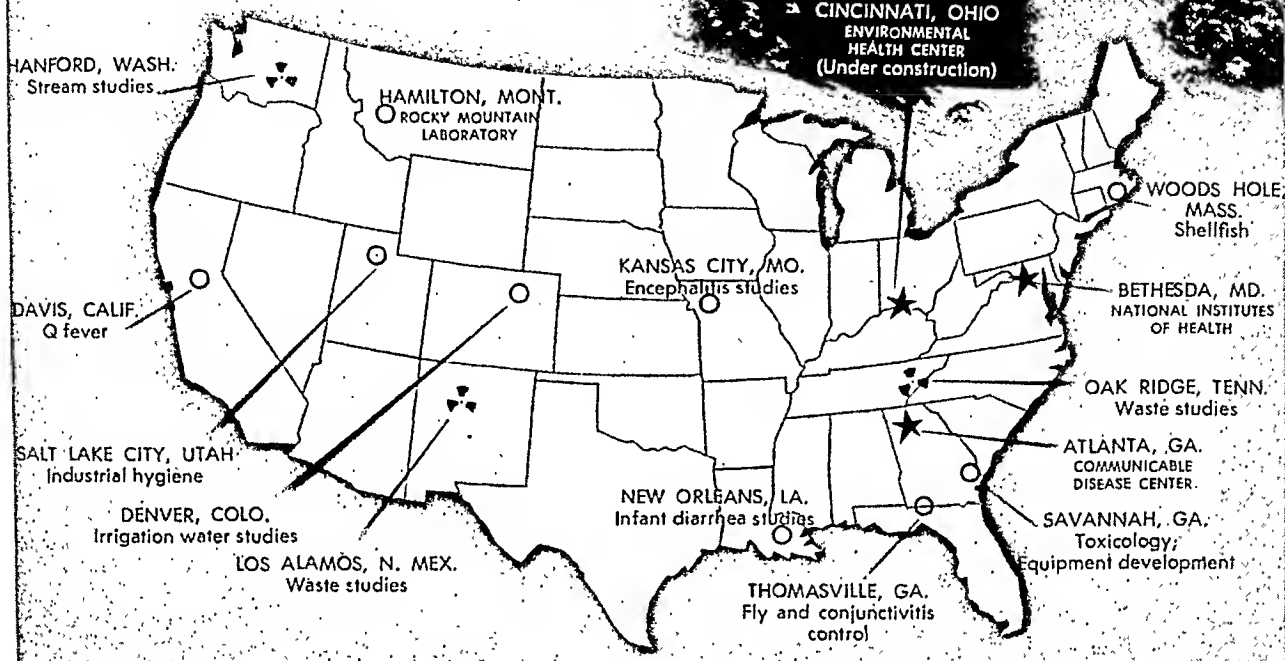 CINCINNATI, OHIO
ENVIRONMENTAL
HEALTH CENTER
(Under construction)
HANFORD, WASH.
Stream studies
HAMILTON, MONT.
ROCKY MOUNTAIN
LABORATORY
WOODS HOLE,
MASS.
Shellfish
KANSAS CITY, MO.
Encephalitis studies
BETHESDA, MD.
NATIONAL INSTITUTES
OF HEALTH
DAVIS, CALIF.
Q fever
OAK RIDGE, TENN.
Waste studies
SALT LAKE CITY, UTAH
Industrial hygiene
ATLANTA, GA.
COMMUNICABLE
DISEASE CENTER.
DENVER, COLO.
Irrigation water studies
NEW ORLEANS, LA.
Infant diarrhea studies
SAVANNAH, GA.
Toxicology;
Equipment development
LOS ALAMOS, N. MEX.
Waste studies
THOMASVILLE, GA.
Fly and conjunctivitis
control